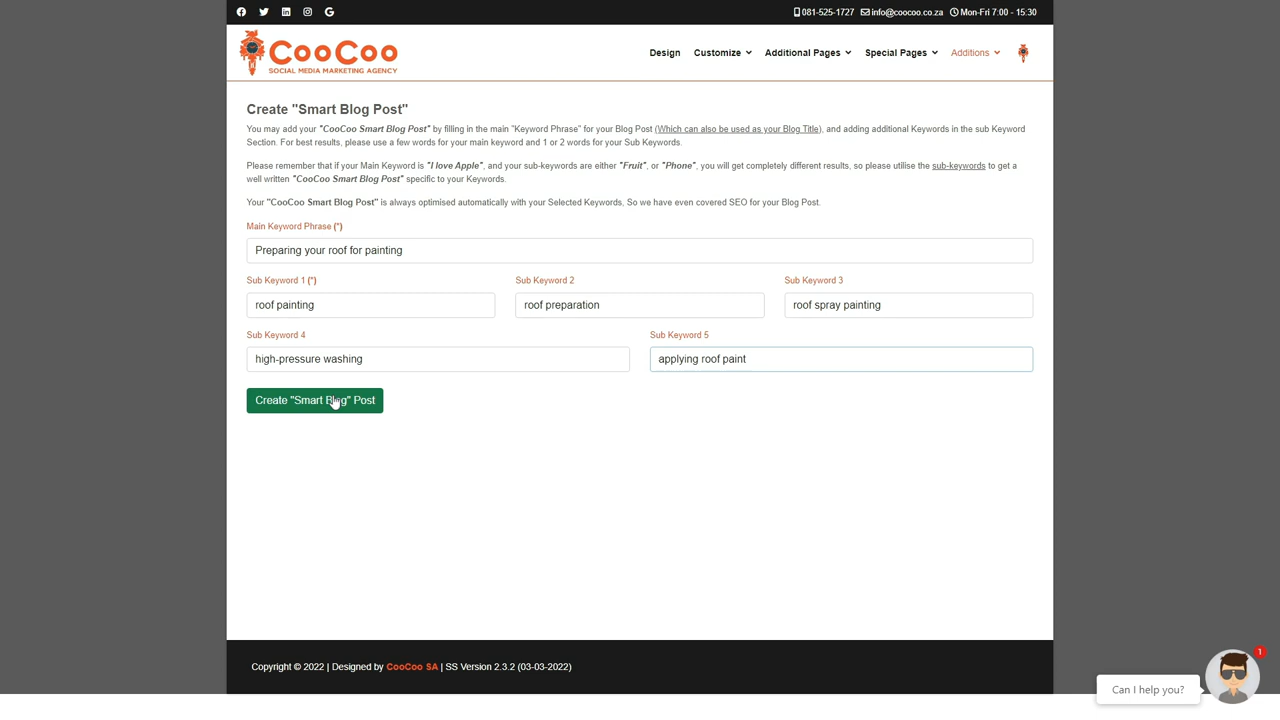 081-525-1727 info@coocoo.co.za Mon-Fri 7:00 - 15:30
CooCoo
SOCIAL MEDIA MARKETING AGENCY
Design Customize Additional Pages Special Pages Additions
Create "Smart Blog Post"
You may add your "CooCoo Smart Blog Post" by filling in the main "Keyword Phrase" for your Blog Post (Which can also be used as your Blog Title), and adding additional Keywords in the sub Keyword
Section. For best results, please use a few words for your main keyword and 1 or 2 words for your Sub Keywords.
Please remember that if your Main Keyword is "I love Apple", and your sub-keywords are either "Fruit", or "Phone", you will get completely different results, so please utilise the sub-keywords to get a
well written "CooCoo Smart Blog Post" specific to your Keywords.
Your "CooCoo Smart Blog Post" is always optimised automatically with your Selected Keywords, So we have even covered SEO for your Blog Post.
Main Keyword Phrase (*)
Preparing your roof for painting
Sub Keyword 1 (*) Sub Keyword 2 Sub Keyword 3
roof painting roof preparation roof spray painting
Sub Keyword 4 Sub Keyword 5
high-pressure washing applying roof paint
Create "Smart Blog" Post
Copyright © 2022 | Designed by CooCoo SA | SS Version 2.3.2 (03-03-2022)
1
Can I help you?